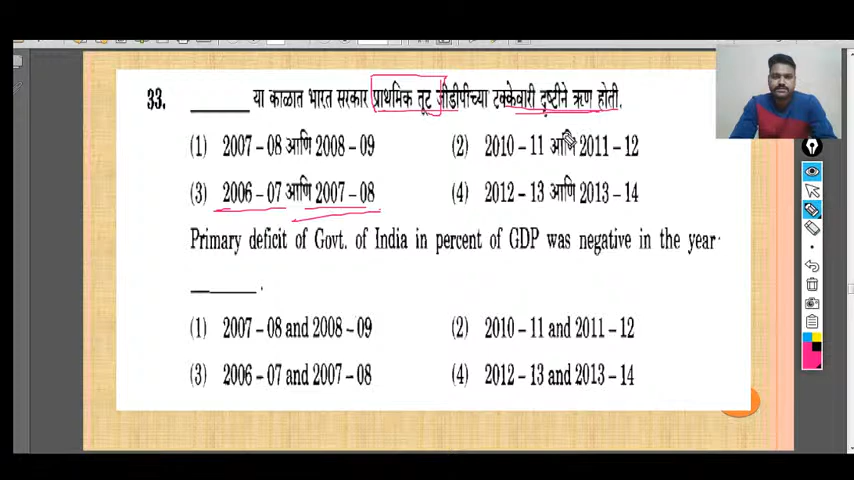 33. ______ या काळात भारत सरकार प्राथमिक तूट जीडीपीच्या टक्केवारी दृष्टीने ऋण होती.
(1) 2007 – 08 आणि 2008 – 09 (2) 2010 – 11 आणि 2011 – 12
(3) 2006 – 07 आणि 2007 – 08 (4) 2012 – 13 आणि 2013 – 14
Primary deficit of Govt. of India in percent of GDP was negative in the year
______ .
(1) 2007 – 08 and 2008 – 09 (2) 2010 – 11 and 2011 – 12
(3) 2006 – 07 and 2007 – 08 (4) 2012 – 13 and 2013 – 14